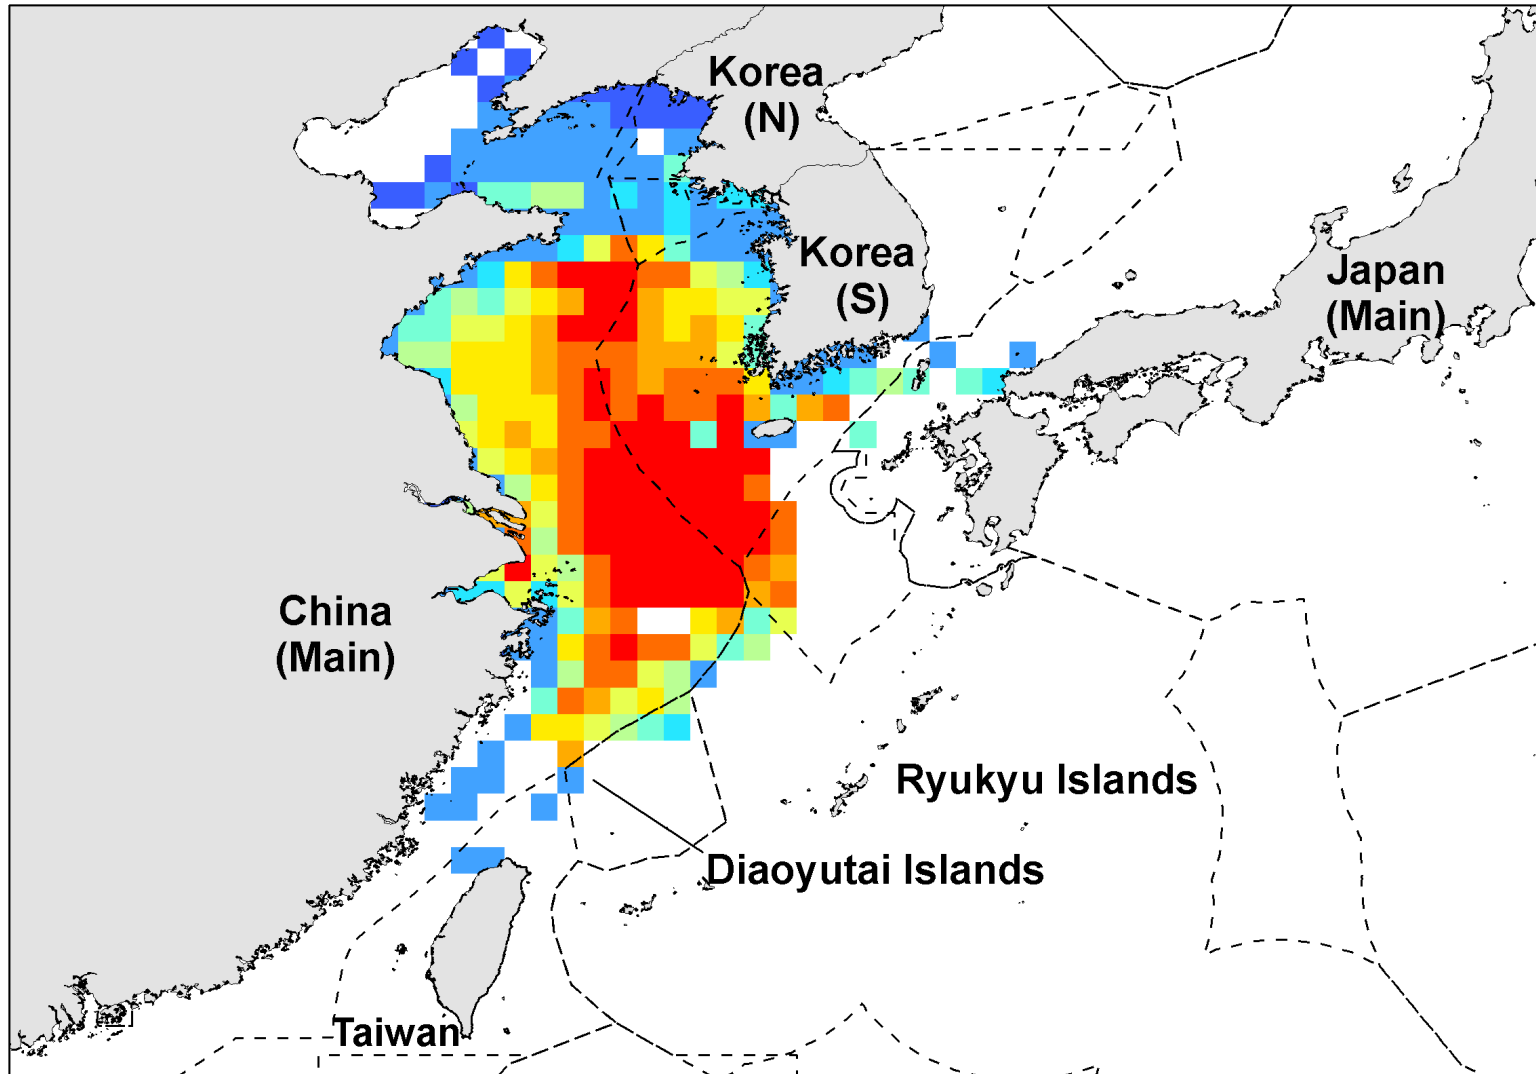 Korea
(N)
Korea
(S)
Japan
(Main)
China
(Main)
Ryukyu Islands
Diaoyutai Islands
Taiwan